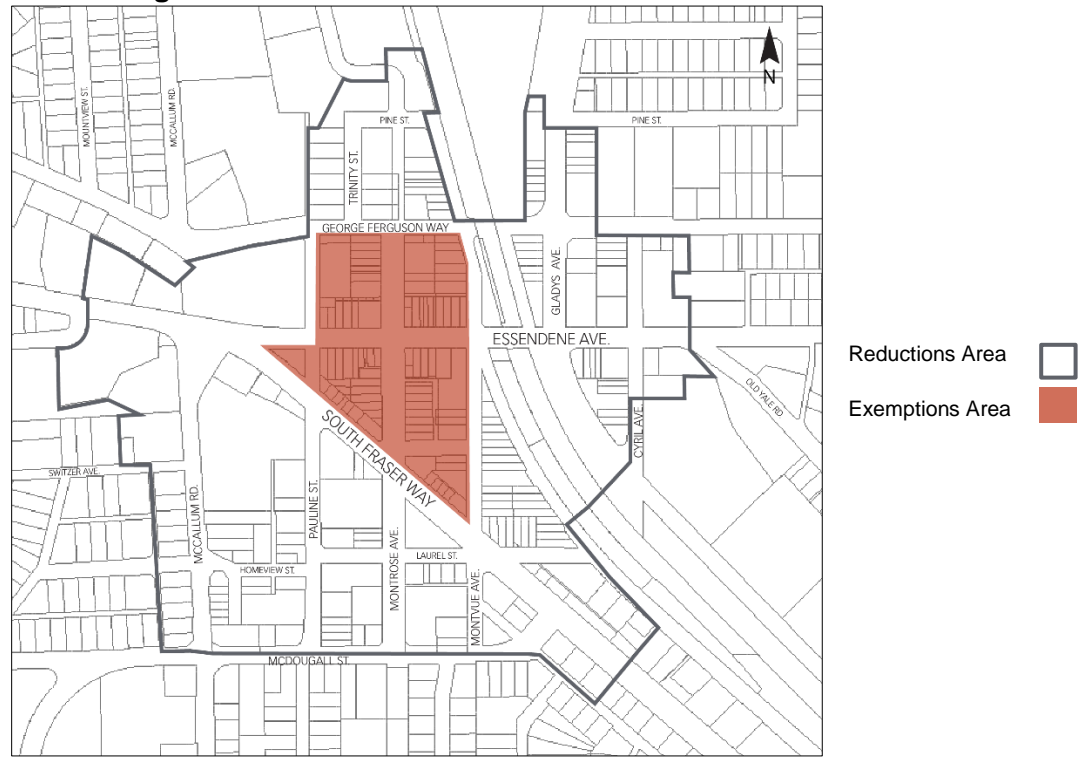 N
MOUNTVIEW ST.
MCCALLUM RD.
PINE ST.
PINE ST.
TRINITY ST.
GEORGE FERGUSON WAY
GLADYS AVE.
ESSENDENE AVE.
Reductions Area
Exemptions Area
OLD YALE RD
CYRIL AVE.
SOUTH FRASER WAY
SWITZER AVE.
MCCALLUM RD.
PAULINE ST.
MONTROSE AVE.
LAUREL ST.
HOMEVIEW ST.
MONTVUE AVE.
MCDOUGALL ST.